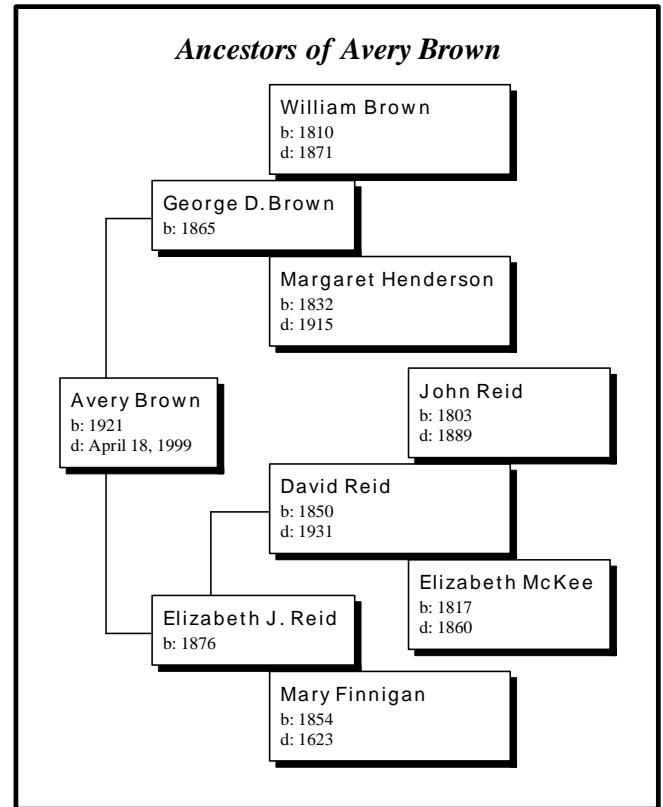 Ancestors of Avery Brown
William Brown
b: 1810
d: 1871
George D. Brown
b: 1865
Margaret Henderson
b: 1832
d: 1915
Avery Brown
b: 1921
d: April 18, 1999
John Reid
b: 1803
d: 1889
David Reid
b: 1850
d: 1931
Elizabeth McKee
b: 1817
d: 1860
Elizabeth J. Reid
b: 1876
Mary Finnigan
b: 1854
d: 1623